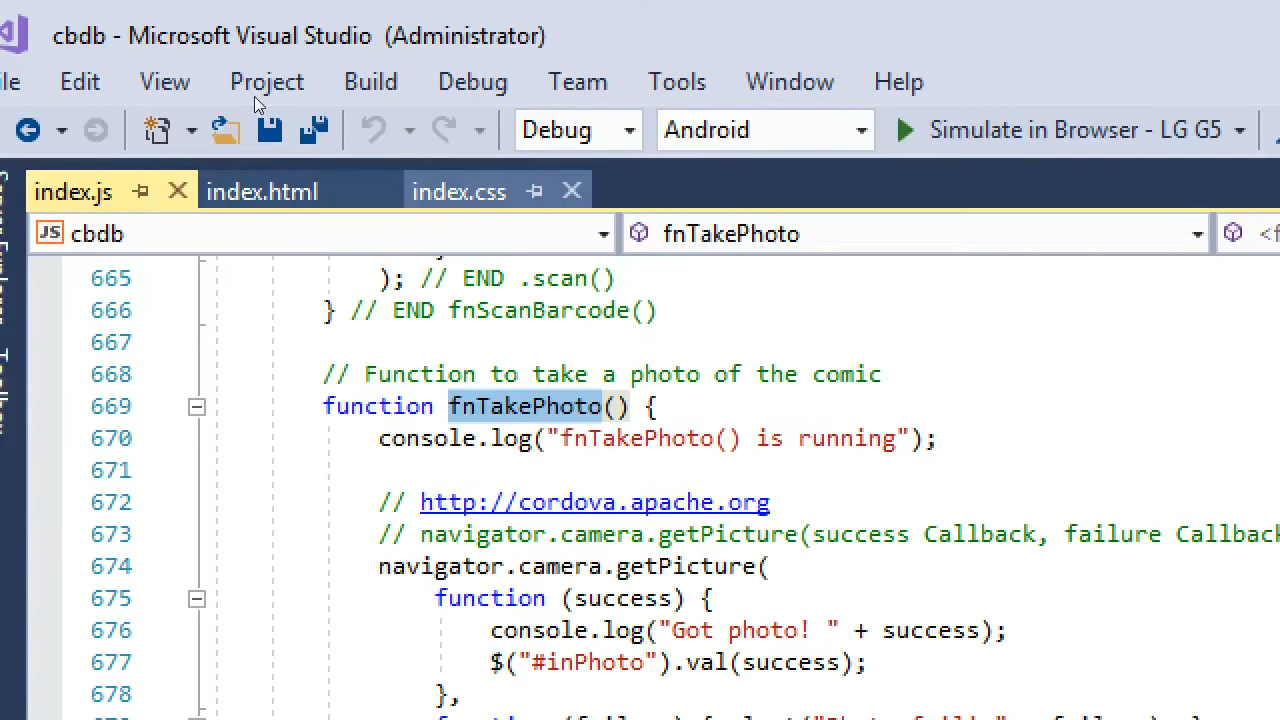 cbdb - Microsoft Visual Studio (Administrator)
ile Edit View Project Build Debug Team Tools Window Help
Debug Android Simulate in Browser - LG G5
index.js index.html index.css
JS cbdb fnTakePhoto <f
665 ); // END .scan()
666 } // END fnScanBarcode()
667
668 // Function to take a photo of the comic
669 function fnTakePhoto() {
670 console.log("fnTakePhoto() is running");
671
672 // http://cordova.apache.org
673 // navigator.camera.getPicture(success Callback, failure Callback
674 navigator.camera.getPicture(
675 function (success) {
676 console.log("Got photo! " + success);
677 $("#inPhoto").val(success);
678 },